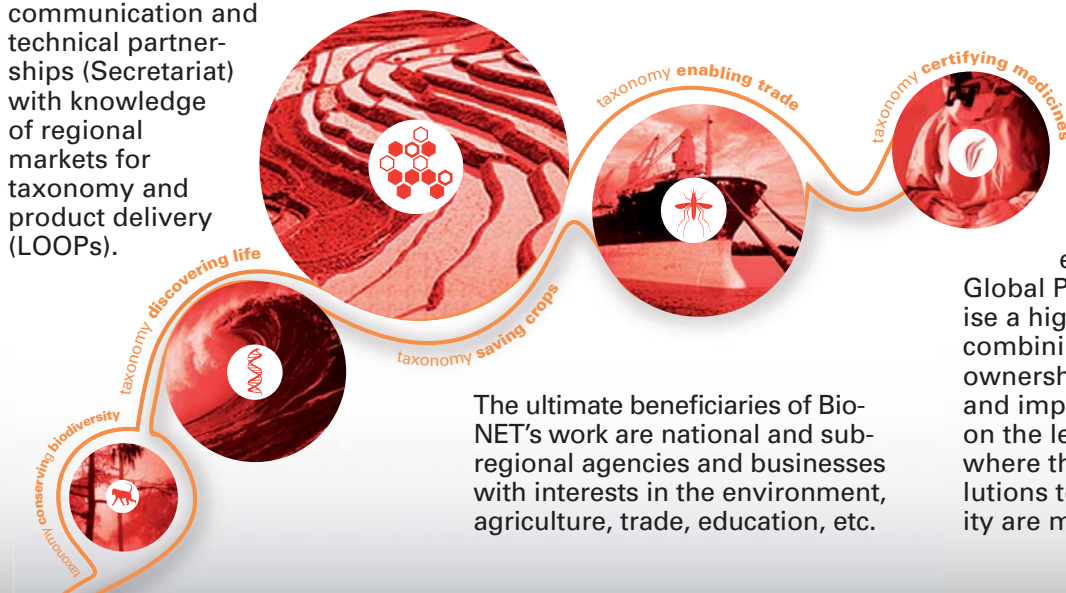 communication and
technical partner-
ships (Secretariat)
with knowledge
of regional
markets for
taxonomy and
product delivery
(LOOPs).
taxonomy conserving biodiversity
taxonomy discovering life
taxonomy saving crops
taxonomy enabling trade
taxonomy certifying medicines
The ultimate beneficiaries of Bio-
NET’s work are national and sub-
regional agencies and businesses
with interests in the environment,
agriculture, trade, education, etc.
Global P
ise a hig
combini
ownersh
and imp
on the le
where th
lutions t
ity are m